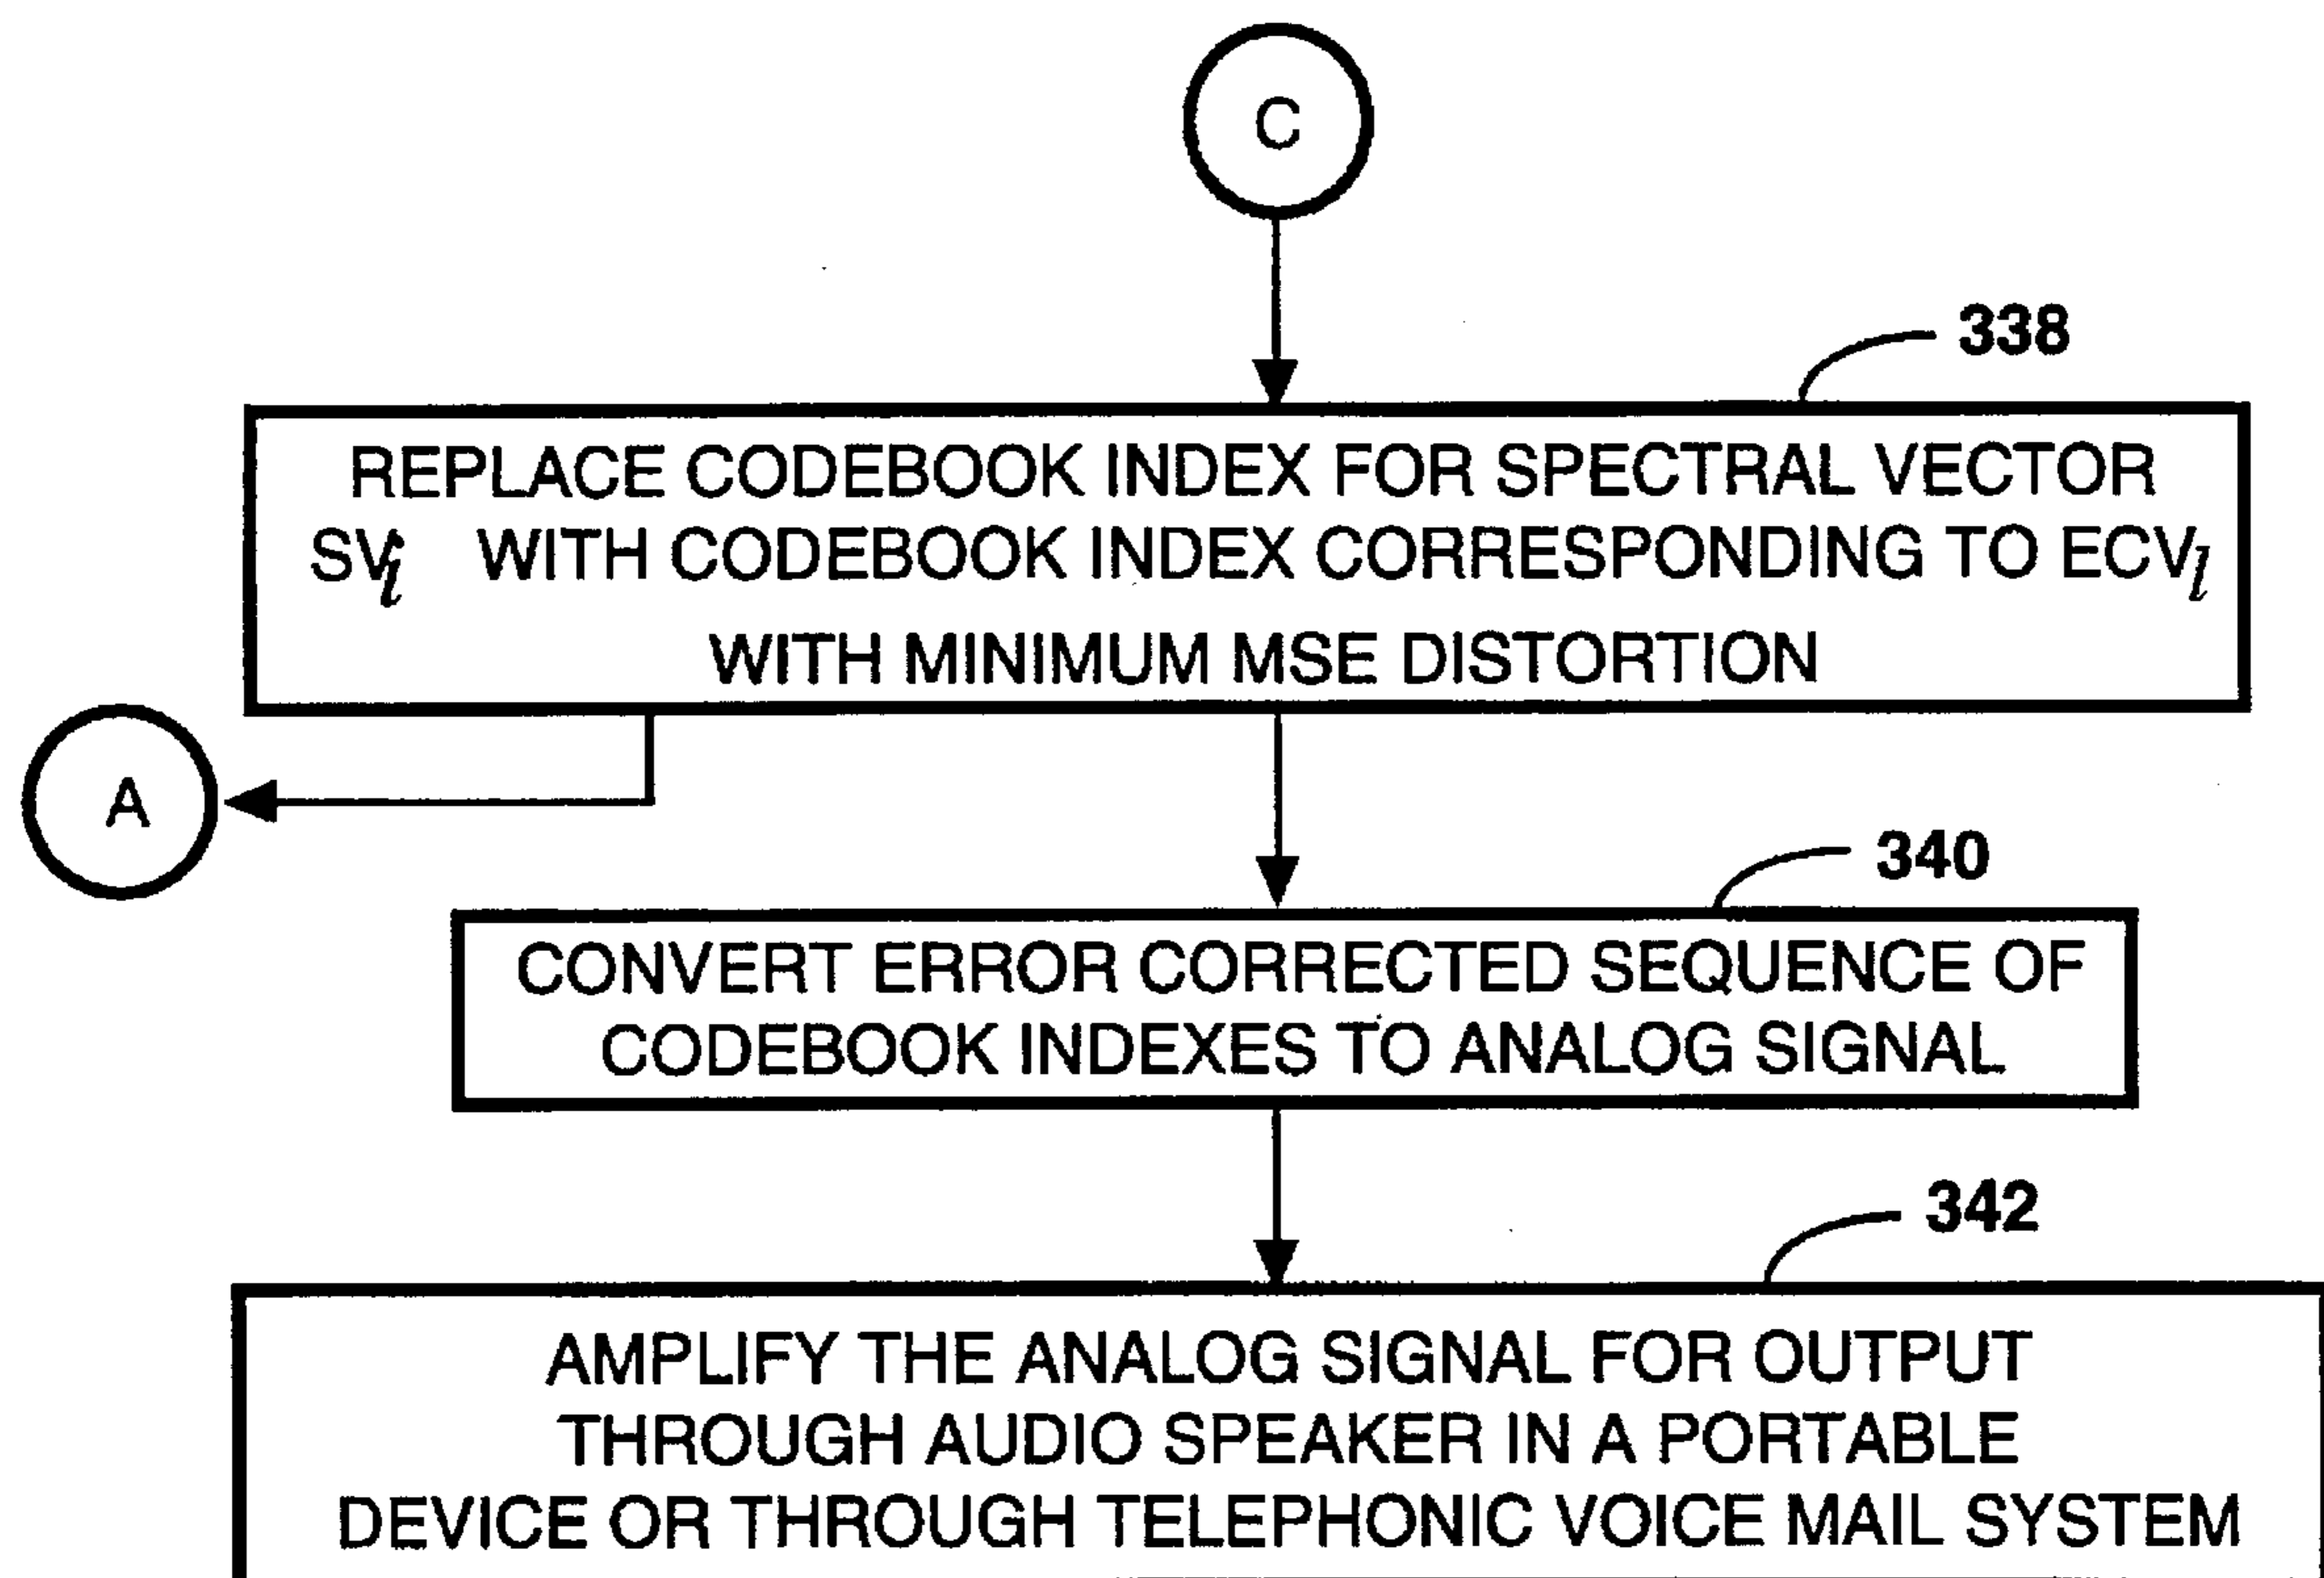 C
338
REPLACE CODEBOOK INDEX FOR SPECTRAL VECTOR
SVl WITH CODEBOOK INDEX CORRESPONDING TO ECVl
WITH MINIMUM MSE DISTORTION
A
340
CONVERT ERROR CORRECTED SEQUENCE OF
CODEBOOK INDEXES TO ANALOG SIGNAL
342
AMPLIFY THE ANALOG SIGNAL FOR OUTPUT
THROUGH AUDIO SPEAKER IN A PORTABLE
DEVICE OR THROUGH TELEPHONIC VOICE MAIL SYSTEM